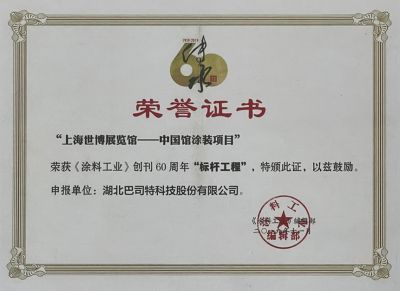 1959-2019
传承
荣誉证书
“上海世博展览馆——中国馆涂装项目”
荣获《涂料工业》创刊60周年“标杆工程”，特颁此证，以兹鼓励。
申报单位：湖北巴司特科技股份有限公司。